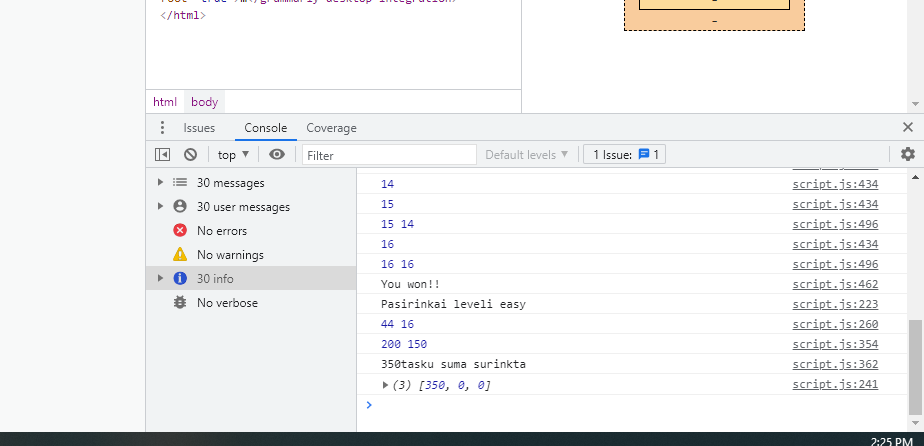 </html>
–
html body
Issues Console Coverage
top Filter Default levels 1 Issue: 1
30 messages
30 user messages
No errors
No warnings
30 info
No verbose
14 script.js:434
15 script.js:434
15 14 script.js:496
16 script.js:434
16 16 script.js:496
You won!! script.js:462
Pasirinkai leveli easy script.js:223
44 16 script.js:260
200 150 script.js:354
350tasku suma surinkta script.js:362
(3) [350, 0, 0] script.js:241
2:25 PM